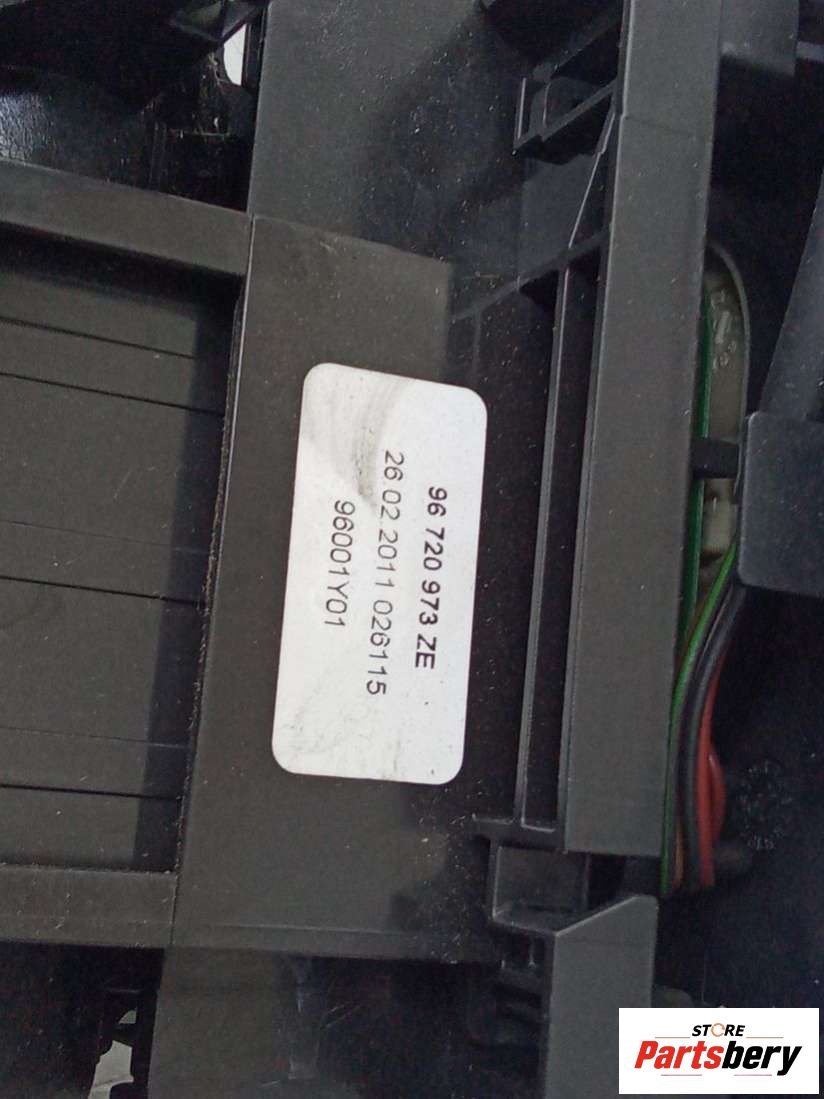 96 720 973 ZE
26.02.2011 026115
96001Y01
STORE
Partsbery